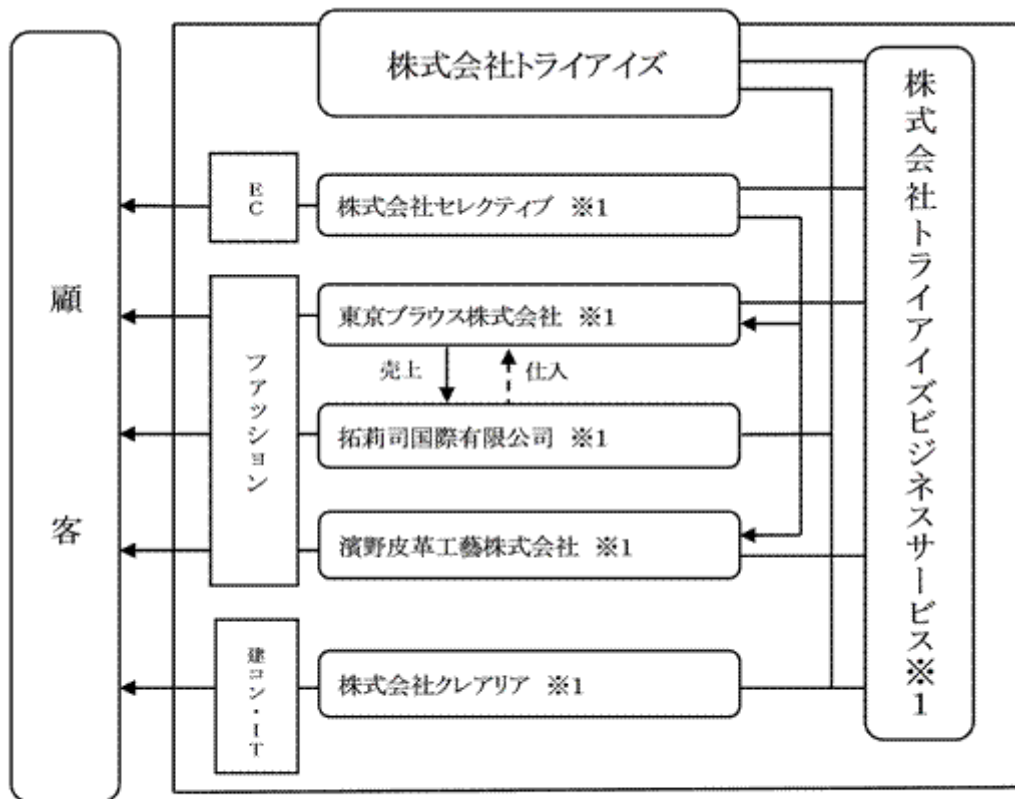 株式会社トライアイズ
株式会社トライアイズビジネスサービス※1
顧客
EC
株式会社セレクティブ ※1
ファッション
東京ブラウス株式会社 ※1
売上
仕入
拓莉司国際有限公司 ※1
濱野皮革工藝株式会社 ※1
建コン・IT
株式会社クレアリア ※1